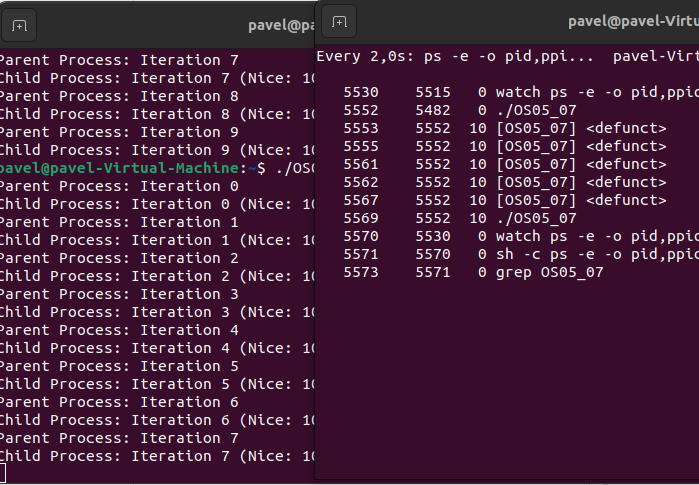 pavel@pa
Parent Process: Iteration 7
Child Process: Iteration 7 (Nice: 10
Parent Process: Iteration 8
Child Process: Iteration 8 (Nice: 10
Parent Process: Iteration 9
Child Process: Iteration 9 (Nice: 10
pavel@pavel-Virtual-Machine:~$ ./OS0
Parent Process: Iteration 0
Child Process: Iteration 0 (Nice: 10
Parent Process: Iteration 1
Child Process: Iteration 1 (Nice: 10
Parent Process: Iteration 2
Child Process: Iteration 2 (Nice: 10
Parent Process: Iteration 3
Child Process: Iteration 3 (Nice: 10
Parent Process: Iteration 4
Child Process: Iteration 4 (Nice: 10
Parent Process: Iteration 5
Child Process: Iteration 5 (Nice: 10
Parent Process: Iteration 6
Child Process: Iteration 6 (Nice: 10
Parent Process: Iteration 7
Child Process: Iteration 7 (Nice: 10
pavel@pavel-Virtu
Every 2,0s: ps -e -o pid,ppi... pavel-Virt
5530 5515 0 watch ps -e -o pid,ppid
5552 5482 0 ./OS05_07
5553 5552 10 [OS05_07] <defunct>
5555 5552 10 [OS05_07] <defunct>
5561 5552 10 [OS05_07] <defunct>
5562 5552 10 [OS05_07] <defunct>
5567 5552 10 [OS05_07] <defunct>
5569 5552 10 ./OS05_07
5570 5530 0 watch ps -e -o pid,ppid
5571 5570 0 sh -c ps -e -o pid,ppid
5573 5571 0 grep OS05_07